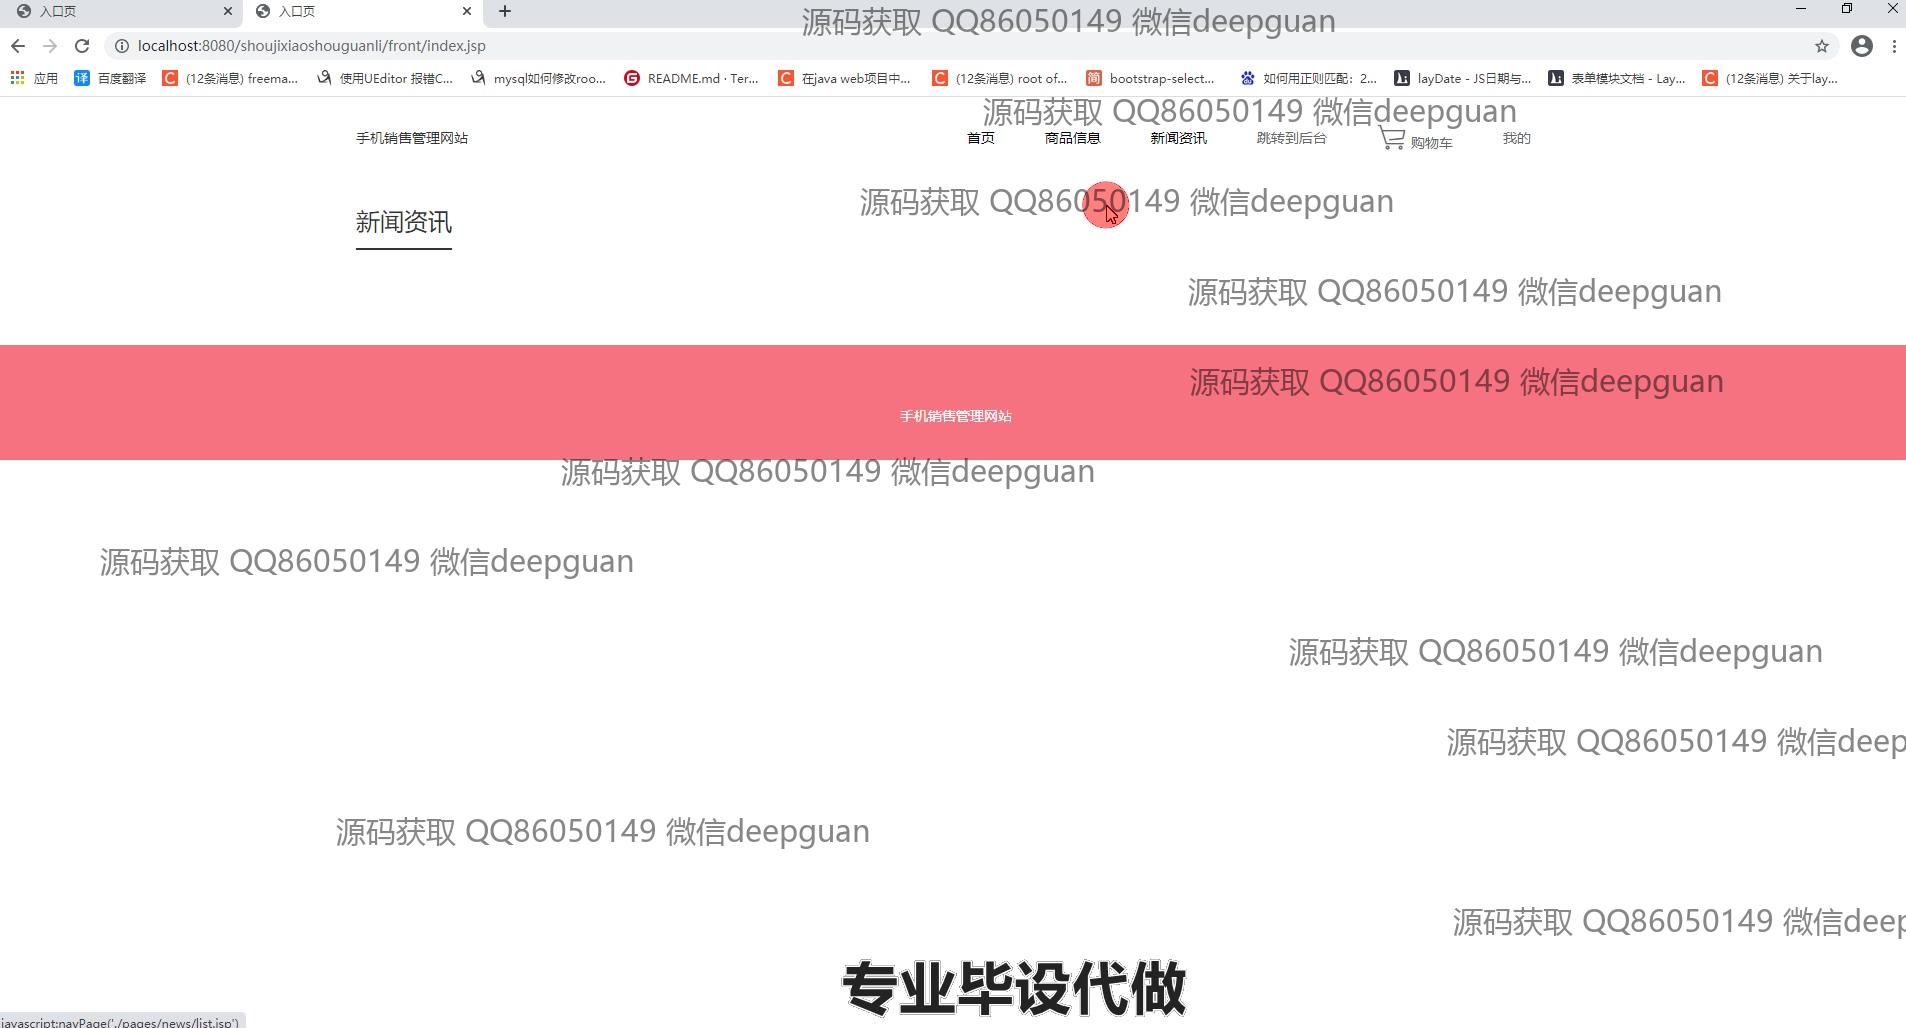 入口页
入口页
源码获取 QQ86050149 微信deepguan
localhost:8080/shoujixiaoshouguanli/front/index.jsp
应用
百度翻译
(12条消息) freema...
使用UEditor 报错C...
mysql如何修改roo...
README.md · Ter...
在java web项目中...
(12条消息) root of...
bootstrap-select...
如何用正则匹配：2...
layDate - JS日期与...
表单模块文档 - Lay...
(12条消息) 关于lay...
源码获取 QQ86050149 微信deepguan
手机销售管理网站
首页
商品信息
新闻资讯
跳转到后台
购物车
我的
源码获取 QQ86050149 微信deepguan
新闻资讯
源码获取 QQ86050149 微信deepguan
源码获取 QQ86050149 微信deepguan
手机销售管理网站
源码获取 QQ86050149 微信deepguan
源码获取 QQ86050149 微信deepguan
源码获取 QQ86050149 微信deepguan
源码获取 QQ86050149 微信deep
源码获取 QQ86050149 微信deepguan
源码获取 QQ86050149 微信deep
专业毕设代做
javascript:navPage('./pages/news/list.jsp')